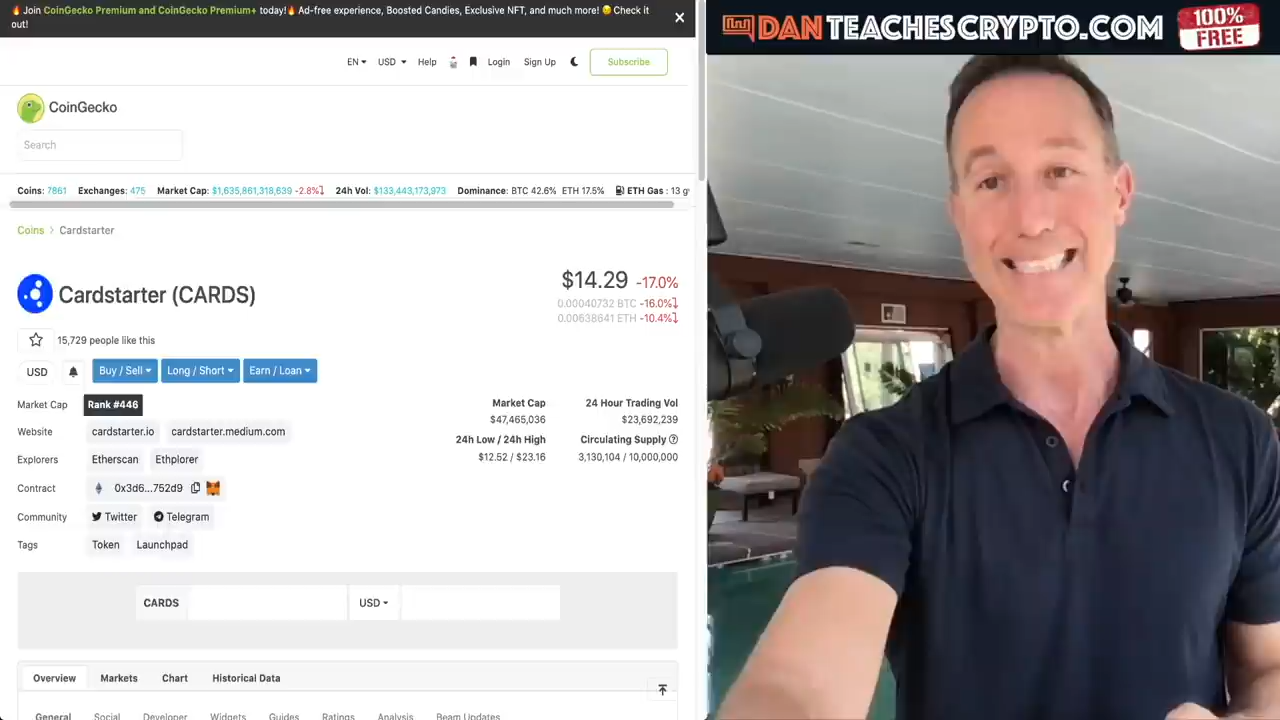 🔥 Join CoinGecko Premium and CoinGecko Premium+ today!🔥 Ad-free experience, Boosted Candies, Exclusive NFT, and much more! 😉 Check it
out!
EN USD Help Login Sign Up Subscribe
CoinGecko
Search
Coins: 7861 Exchanges: 475 Market Cap: $1,635,861,318,639 -2.8% 24h Vol: $133,443,173,973 Dominance: BTC 42.6% ETH 17.5% ETH Gas : 13 g
Coins > Cardstarter
Cardstarter (CARDS)
$14.29 -17.0%
0.00040732 BTC -16.0%
0.00638641 ETH -10.4%
15,729 people like this
USD Buy / Sell Long / Short Earn / Loan
Market Cap Rank #446
Website cardstarter.io cardstarter.medium.com
Explorers Etherscan Ethplorer
Contract 0x3d6...752d9
Community Twitter Telegram
Tags Token Launchpad
Market Cap 24 Hour Trading Vol
$47,465,036 $23,692,239
24h Low / 24h High Circulating Supply
$12.52 / $23.16 3,130,104 / 10,000,000
CARDS USD
Overview Markets Chart Historical Data
General Social Developer Widgets Guides Ratings Analysis Beam Updates
DANTEACHESCRYPTO.COM
100%
FREE